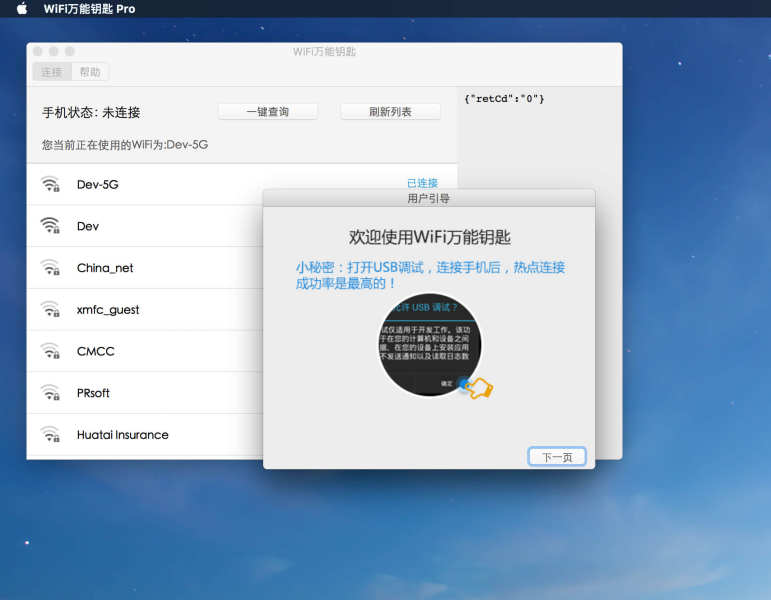 WiFi万能钥匙 Pro
WiFi万能钥匙
连接 帮助
手机状态: 未连接
一键查询
刷新列表
{"retCd":"0"}
您当前正在使用的WiFi为:Dev-5G
Dev-5G
已连接
Dev
China_net
xmfc_guest
CMCC
PRsoft
Huatai Insurance
用户引导
欢迎使用WiFi万能钥匙
小秘密：打开USB调试，连接手机后，热点连接
成功率是最高的！
允许 USB 调试？
试仅适用于开发工作。该功
于在您的计算机和设备之间
据、在您的设备上安装应用
不发送通知以及读取日志数
确定
下一页